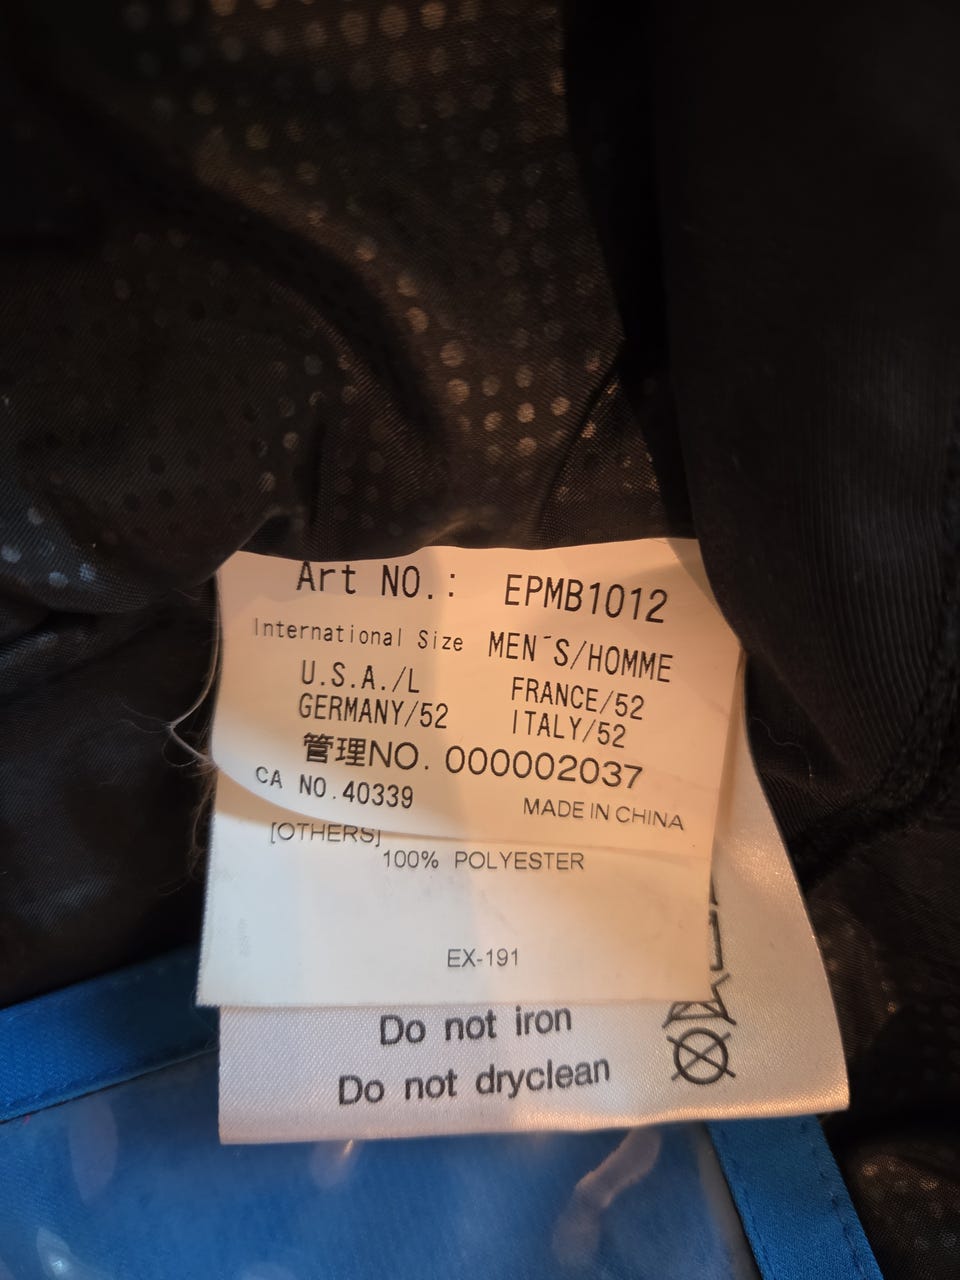 Art NO.: EPMB1012
International Size MEN´S/HOMME
U.S.A./L FRANCE/52
GERMANY/52 ITALY/52
管理NO. 000002037
CA NO.40339 MADE IN CHINA
[OTHERS]
100% POLYESTER
EX-191
Do not iron
Do not dryclean